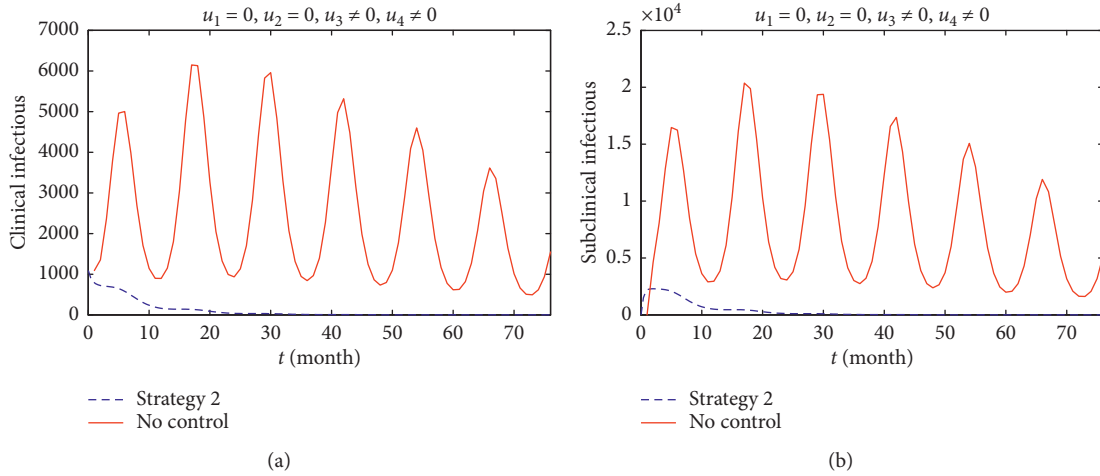 u₁ = 0, u₂ = 0, u₃ ≠ 0, u₄ ≠ 0
7000
6000
5000
4000
3000
2000
1000
0
Clinical infectious
0 10 20 30 40 50 60 70
t (month)
Strategy 2
No control
(a)
u₁ = 0, u₂ = 0, u₃ ≠ 0, u₄ ≠ 0
×10⁴
2.5
2
1.5
1
0.5
0
Subclinical infectious
0 10 20 30 40 50 60 70
t (month)
Strategy 2
No control
(b)